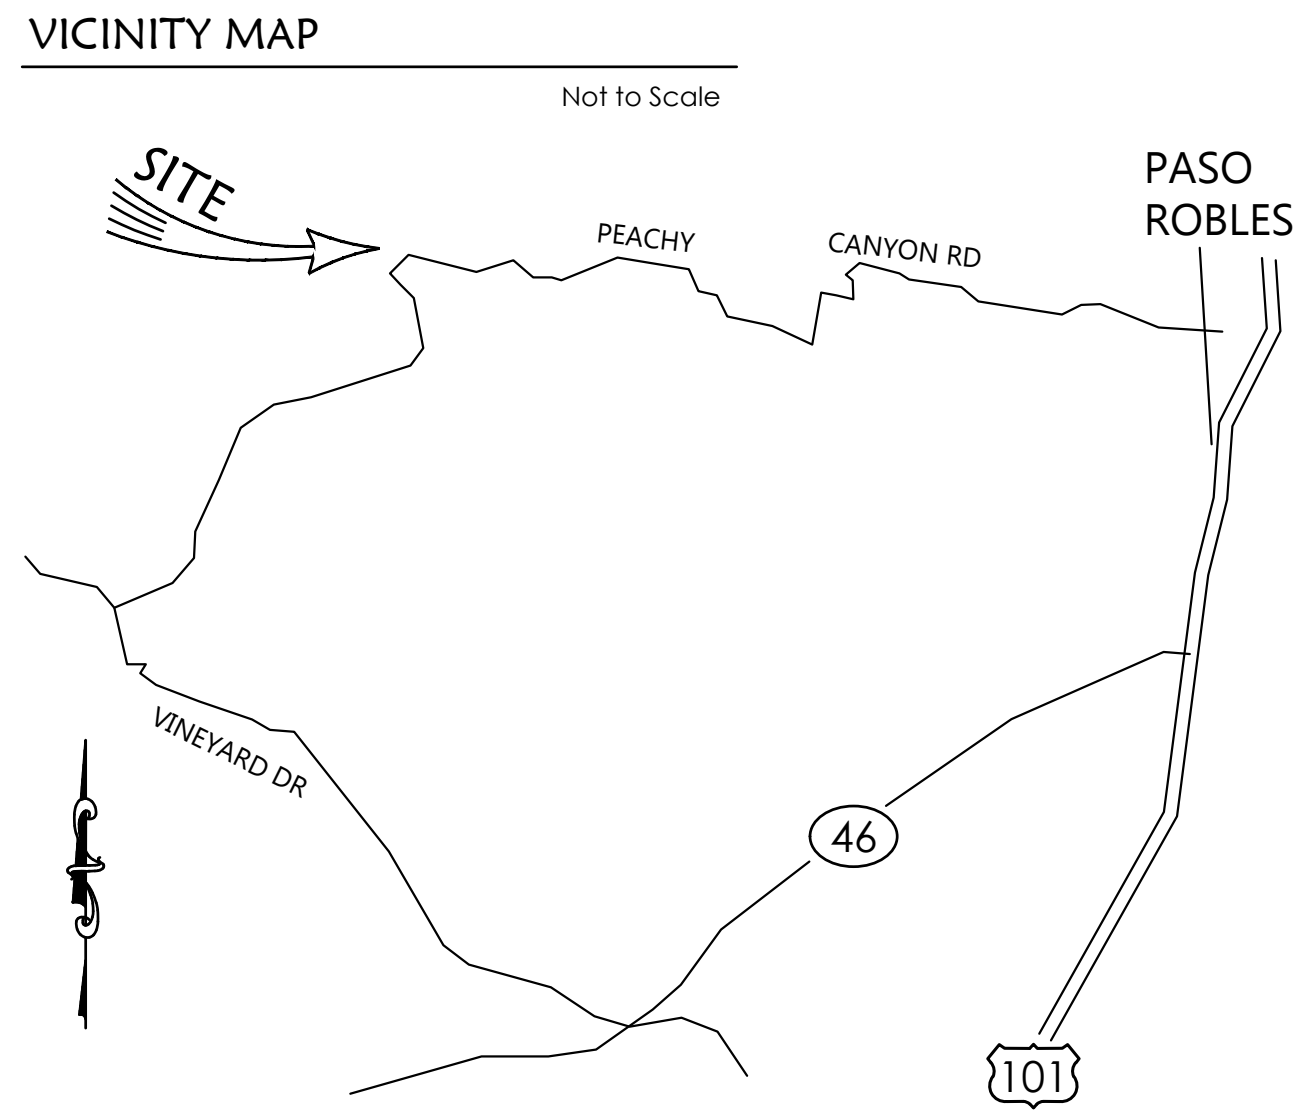 VICINITY MAP
Not to Scale
SITE
PASO
ROBLES
PEACHY
CANYON RD
VINEYARD DR
46
101